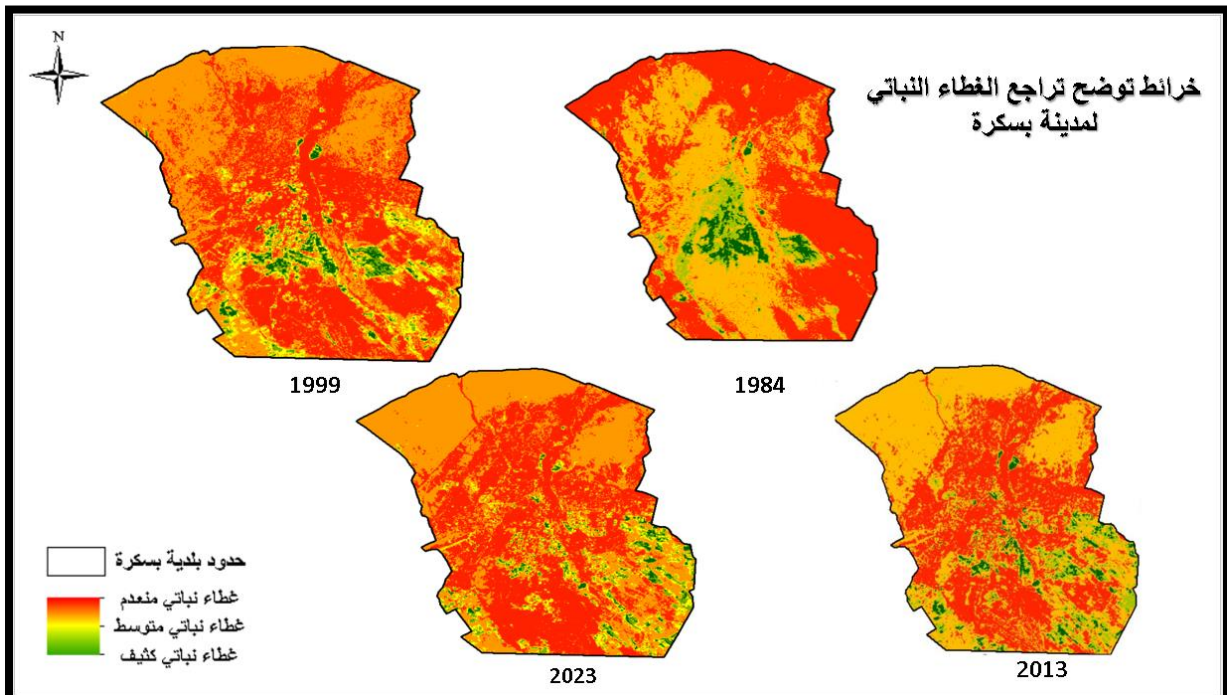 N
خرائط توضح تراجع الغطاء النباتي
لمدينة بسكرة
1999
1984
2023
2013
حدود بلدية بسكرة
غطاء نباتي منعدم
غطاء نباتي متوسط
غطاء نباتي كثيف